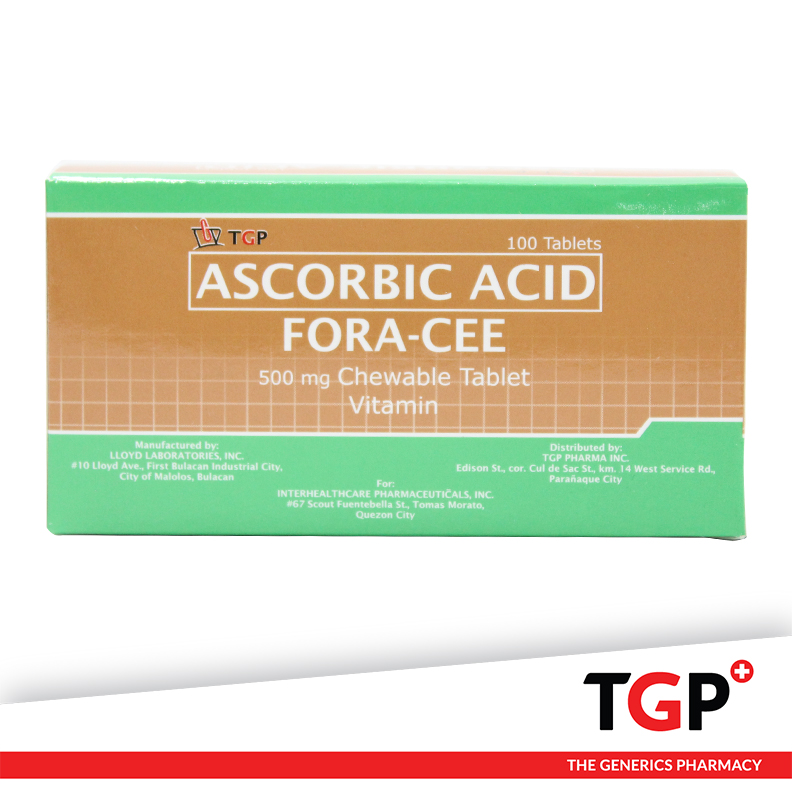 TGP
100 Tablets
ASCORBIC ACID
FORA-CEE
500 mg Chewable Tablet
Vitamin
Manufactured by:
LLOYD LABORATORIES, INC.
#10 Lloyd Ave., First Bulacan Industrial City,
City of Malolos, Bulacan
For:
INTERHEALTHCARE PHARMACEUTICALS, INC.
#67 Scout Fuentebella St., Tomas Morato,
Quezon City
Distributed by:
TGP PHARMA INC.
Edison St., cor. Cul de Sac St., km. 14 West Service Rd.,
Parañaque City
TGP
THE GENERICS PHARMACY